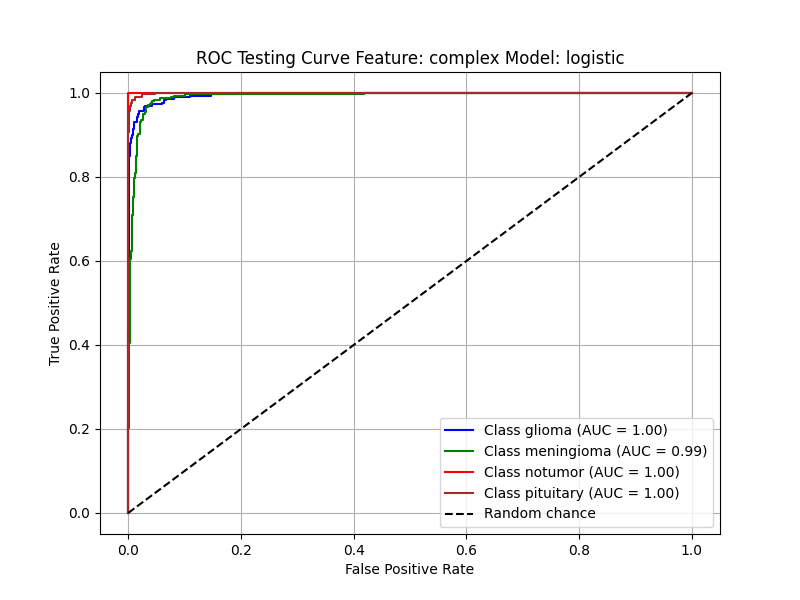 ROC Testing Curve Feature: complex Model: logistic
True Positive Rate
1.0
0.8
0.6
0.4
0.2
0.0
Class glioma (AUC = 1.00)
Class meningioma (AUC = 0.99)
Class notumor (AUC = 1.00)
Class pituitary (AUC = 1.00)
Random chance
0.0 0.2 0.4 0.6 0.8 1.0
False Positive Rate